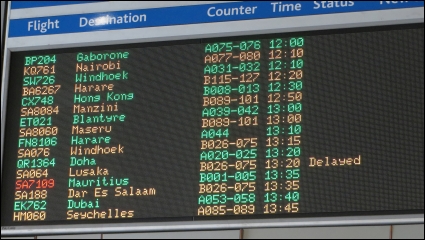 Flight Destination Counter Time Status
BP204 Gaborone A075-076 12:00
KQ761 Nairobi A077-080 12:10
SW726 Windhoek A031-032 12:10
BA6267 Harare B115-127 12:20
CX748 Hong Kong B008-013 12:30
SA8084 Manzini B089-101 12:50
ET021 Blantyre A039-042 13:00
SA8060 Maseru B089-101 13:00
FN8106 Harare A044 13:10
SA076 Windhoek B026-075 13:15
QR1364 Doha A020-025 13:20
SA064 Lusaka B026-075 13:20 Delayed
SA7109 Mauritius B001-005 13:35
SA188 Dar Es Salaam B026-075 13:35
EK762 Dubai A053-058 13:40
HM060 Seychelles A085-089 13:45